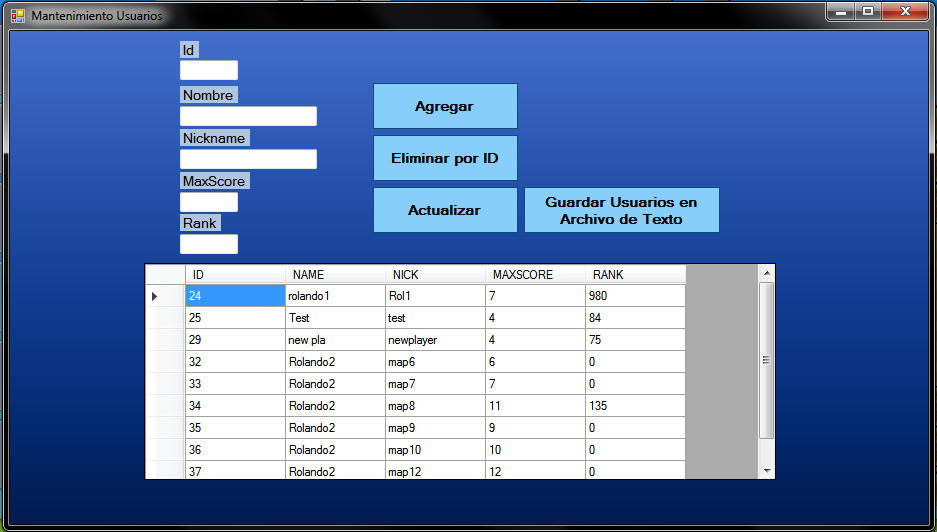 Mantenimiento Usuarios
Id
Nombre
Nickname
MaxScore
Rank
Agregar
Eliminar por ID
Actualizar
Guardar Usuarios en
Archivo de Texto
ID NAME NICK MAXSCORE RANK
24 rolando1 Rol1 7 980
25 Test test 4 84
29 new pla newplayer 4 75
32 Rolando2 map6 6 0
33 Rolando2 map7 7 0
34 Rolando2 map8 11 135
35 Rolando2 map9 9 0
36 Rolando2 map10 10 0
37 Rolando2 map12 12 0